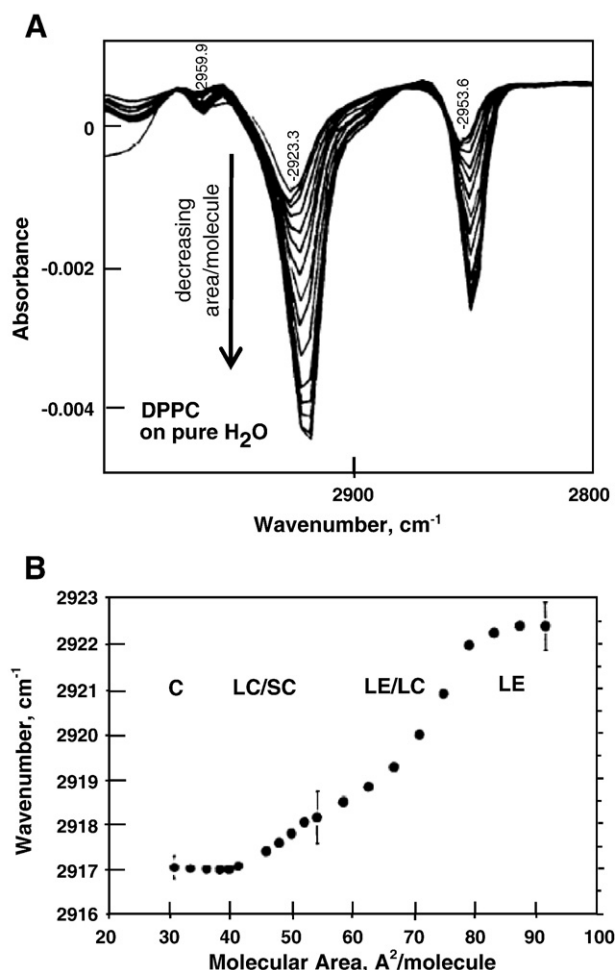 A
-2959.9
-2923.3
-2953.6
0
-0.002
-0.004
Absorbance
decreasing
area/molecule
DPPC
on pure H2O
2900
2800
Wavenumber, cm-1
B
2923
2922
2921
2920
2919
2918
2917
2916
Wavenumber, cm-1
C
LC/SC
LE/LC
LE
20
30
40
50
60
70
80
90
100
Molecular Area, A2/molecule